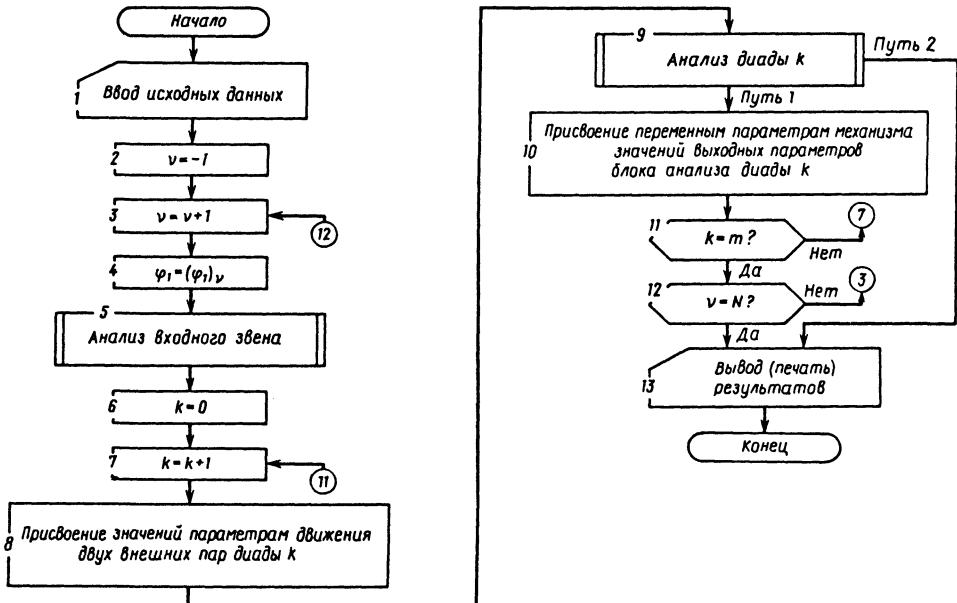 Начало
1
Ввод исходных данных
2
ν = -1
3
ν = ν+1
12
4
φ₁=(φ₁)ᵥ
5
Анализ входного звена
6
k = 0
7
k = k+1
11
8
Присвоение значений параметрам движения
двух внешних пар диады k
9
Анализ диады k
Путь 2
Путь 1
10
Присвоение переменным параметрам механизма
значений выходных параметров
блока анализа диады k
11
k = m ?
7
Нет
Да
12
ν = N ?
Нет
3
Да
13
Вывод (печать)
результатов
Конец